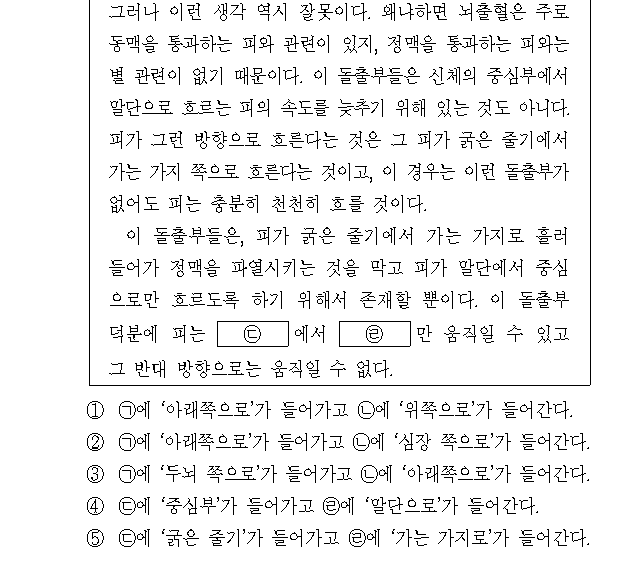 그러나 이런 생각 역시 잘못이다. 왜냐하면 뇌출혈은 주로
동맥을 통과하는 피와 관련이 있지, 정맥을 통과하는 피와는
별 관련이 없기 때문이다. 이 돌출부들은 신체의 중심부에서
말단으로 흐르는 피의 속도를 늦추기 위해 있는 것도 아니다.
피가 그런 방향으로 흐른다는 것은 그 피가 굵은 줄기에서
가는 가지 쪽으로 흐른다는 것이고, 이 경우는 이런 돌출부가
없어도 피는 충분히 천천히 흐를 것이다.
이 돌출부들은, 피가 굵은 줄기에서 가는 가지로 흘러
들어가 정맥을 파열시키는 것을 막고 피가 말단에서 중심
으로만 흐르도록 하기 위해서 존재할 뿐이다. 이 돌출부
덕분에 피는 ㉢ 에서 ㉣ 만 움직일 수 있고
그 반대 방향으로는 움직일 수 없다.
① ㉠에 ‘아래쪽으로’가 들어가고 ㉡에 ‘위쪽으로’가 들어간다.
② ㉠에 ‘아래쪽으로’가 들어가고 ㉡에 ‘심장 쪽으로’가 들어간다.
③ ㉠에 ‘두뇌 쪽으로’가 들어가고 ㉡에 ‘아래쪽으로’가 들어간다.
④ ㉢에 ‘중심부’가 들어가고 ㉣에 ‘말단으로’가 들어간다.
⑤ ㉢에 ‘굵은 줄기’가 들어가고 ㉣에 ‘가는 가지로’가 들어간다.